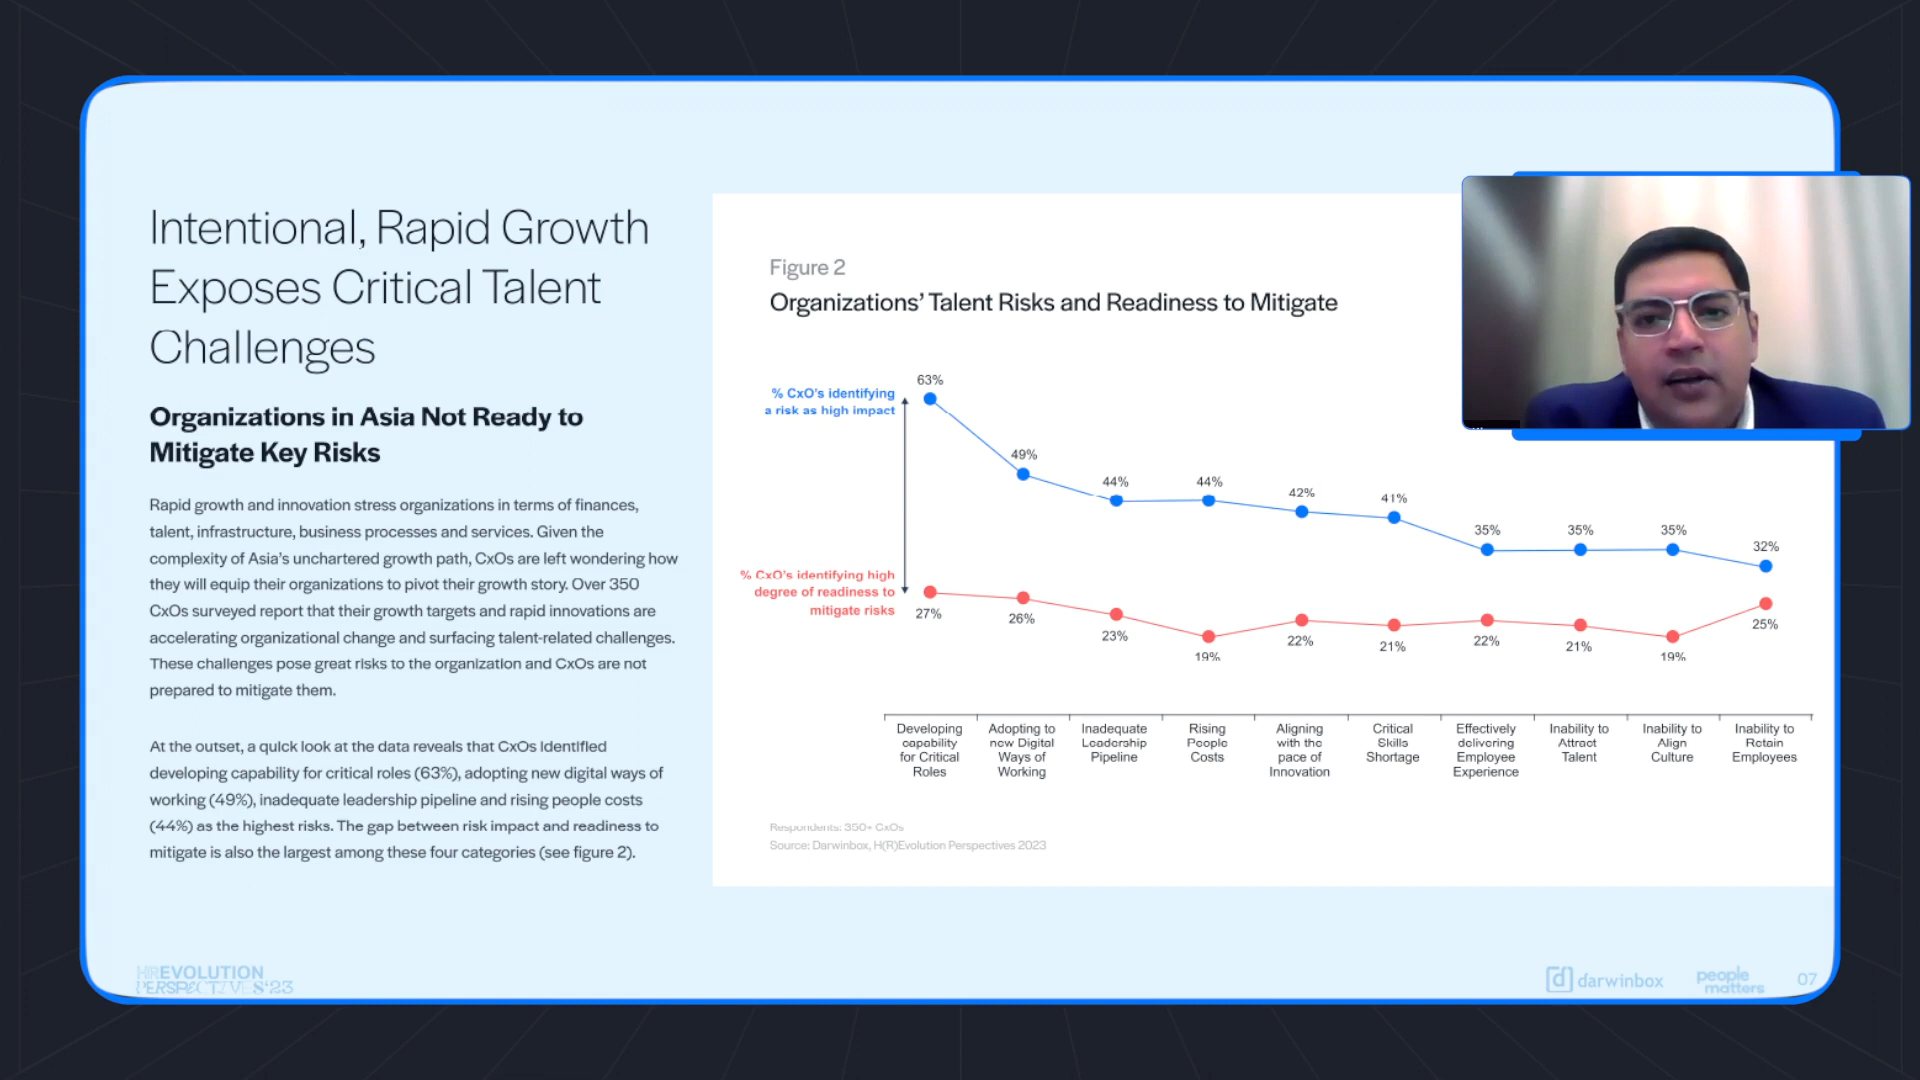 Intentional, Rapid Growth
Exposes Critical Talent
Challenges
Organizations in Asia Not Ready to
Mitigate Key Risks
Rapid growth and innovation stress organizations in terms of finances,
talent, infrastructure, business processes and services. Given the
complexity of Asia's unchartered growth path, CxOs are left wondering how
they will equip their organizations to pivot their growth story. Over 350
CxOs surveyed report that their growth targets and rapid innovations are
accelerating organizational change and surfacing talent-related challenges.
These challenges pose great risks to the organization and CxOs are not
prepared to mitigate them.
At the outset, a quick look at the data reveals that CxOs identified
developing capability for critical roles (63%), adopting new digital ways of
working (49%), inadequate leadership pipeline and rising people costs
(44%) as the highest risks. The gap between risk impact and readiness to
mitigate is also the largest among these four categories (see figure 2).
Figure 2
Organizations' Talent Risks and Readiness to Mitigate
% CxO's identifying
a risk as high impact
63%
49%
44%
44%
42%
41%
35%
35%
35%
32%
% CxO's identifying high
degree of readiness to
mitigate risks
27%
26%
23%
19%
22%
21%
22%
21%
19%
25%
Developing
capability
for Critical
Roles
Adopting to
new Digital
Ways of
Working
Inadequate
Leadership
Pipeline
Rising
People
Costs
Aligning
with the
pace of
Innovation
Critical
Skills
Shortage
Effectively
delivering
Employee
Experience
Inability to
Attract
Talent
Inability to
Align
Culture
Inability to
Retain
Employees
Respondents: 350+ CxOs
Source: Darwinbox, H(R)Evolution Perspectives 2023
HREVOLUTION
PERSPECTIVES'23
darwinbox
people
matters
07